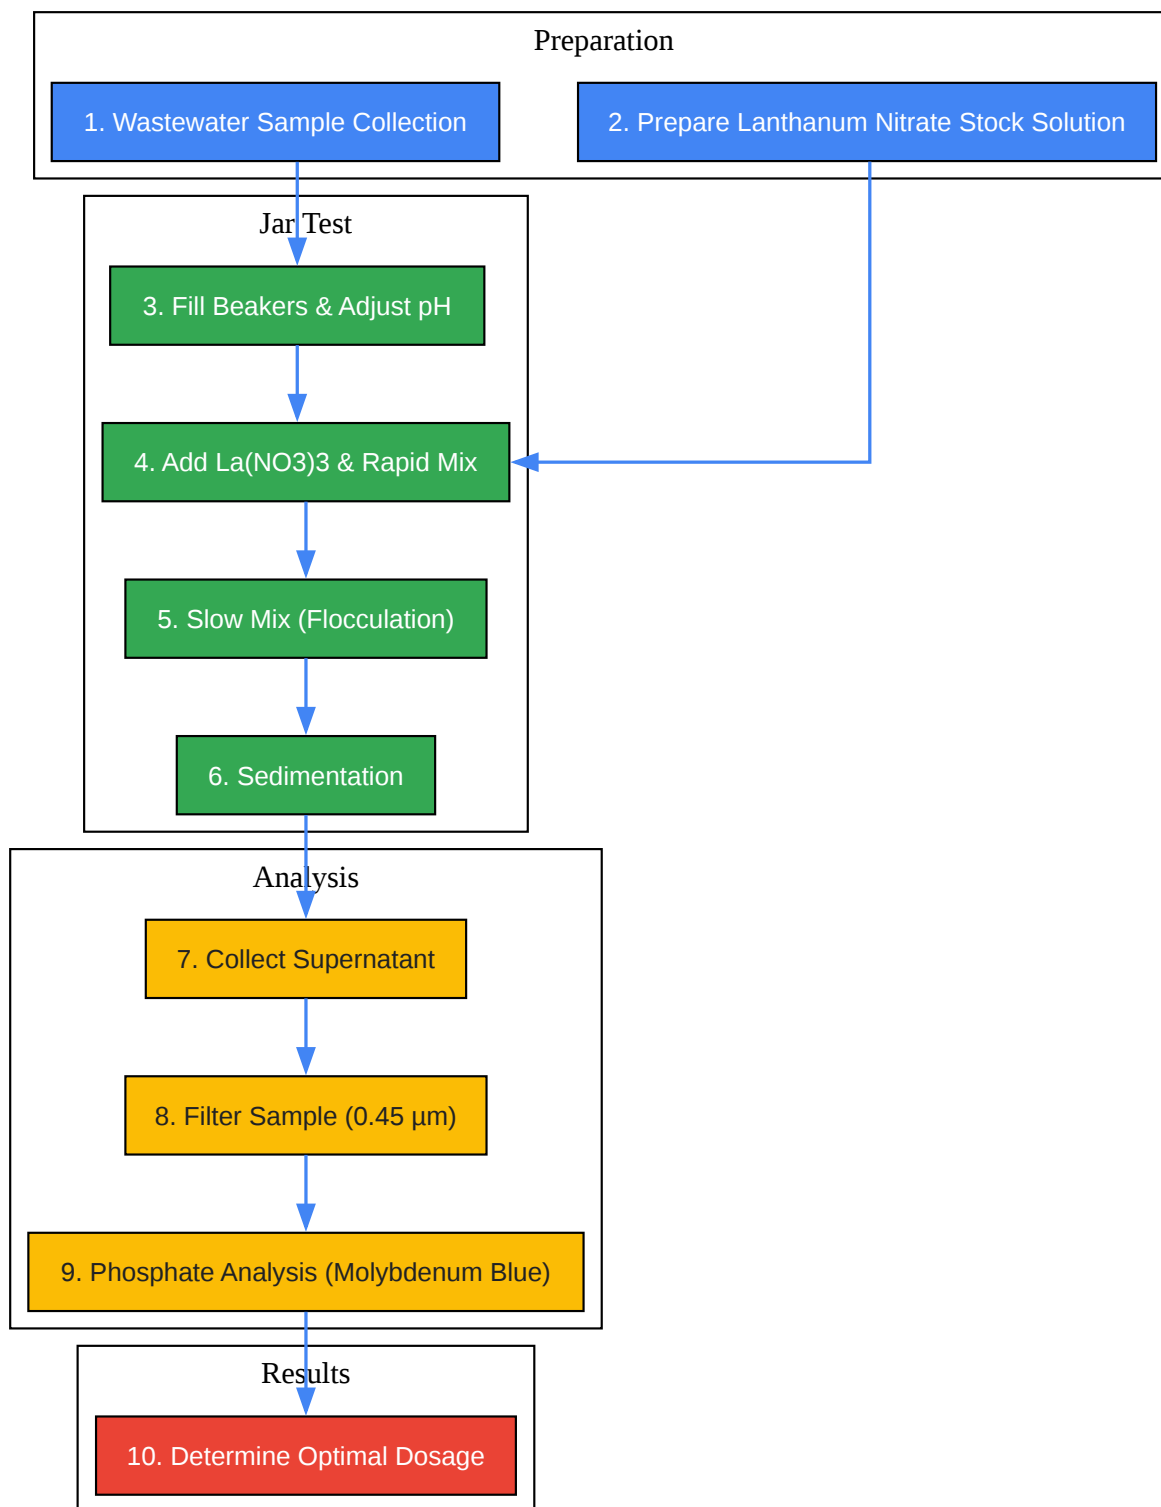 Preparation
1. Wastewater Sample Collection
2. Prepare Lanthanum Nitrate Stock Solution
Jar Test
3. Fill Beakers & Adjust pH
4. Add La(NO3)3 & Rapid Mix
5. Slow Mix (Flocculation)
6. Sedimentation
Analysis
7. Collect Supernatant
8. Filter Sample (0.45 µm)
9. Phosphate Analysis (Molybdenum Blue)
Results
10. Determine Optimal Dosage